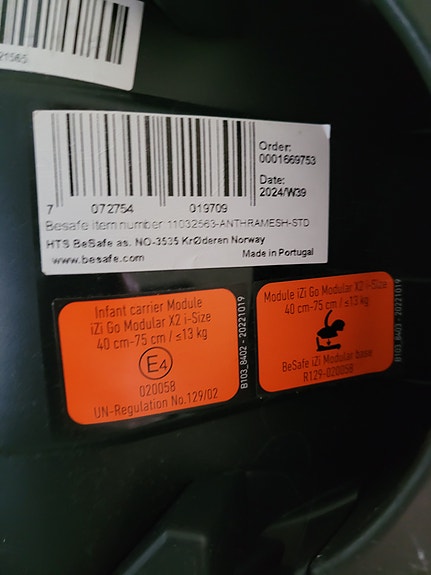 Order:
0001669753
Date:
2024/W39
7 072754 019709
Besafe item number: 11032563-ANTHRAMESH-STD
HTS BeSafe as. NO-3535 KrØderen Norway
www.besafe.com Made in Portugal
Infant carrier Module
iZi Go Modular X2 i-Size
40 cm-75 cm / ≤13 kg
E4
020058
UN-Regulation No.129/02
B103_8402 - 20221019
Module iZi Go Modular X2 i-Size
40 cm-75 cm / ≤13 kg
BeSafe iZi Modular base
R129-020058